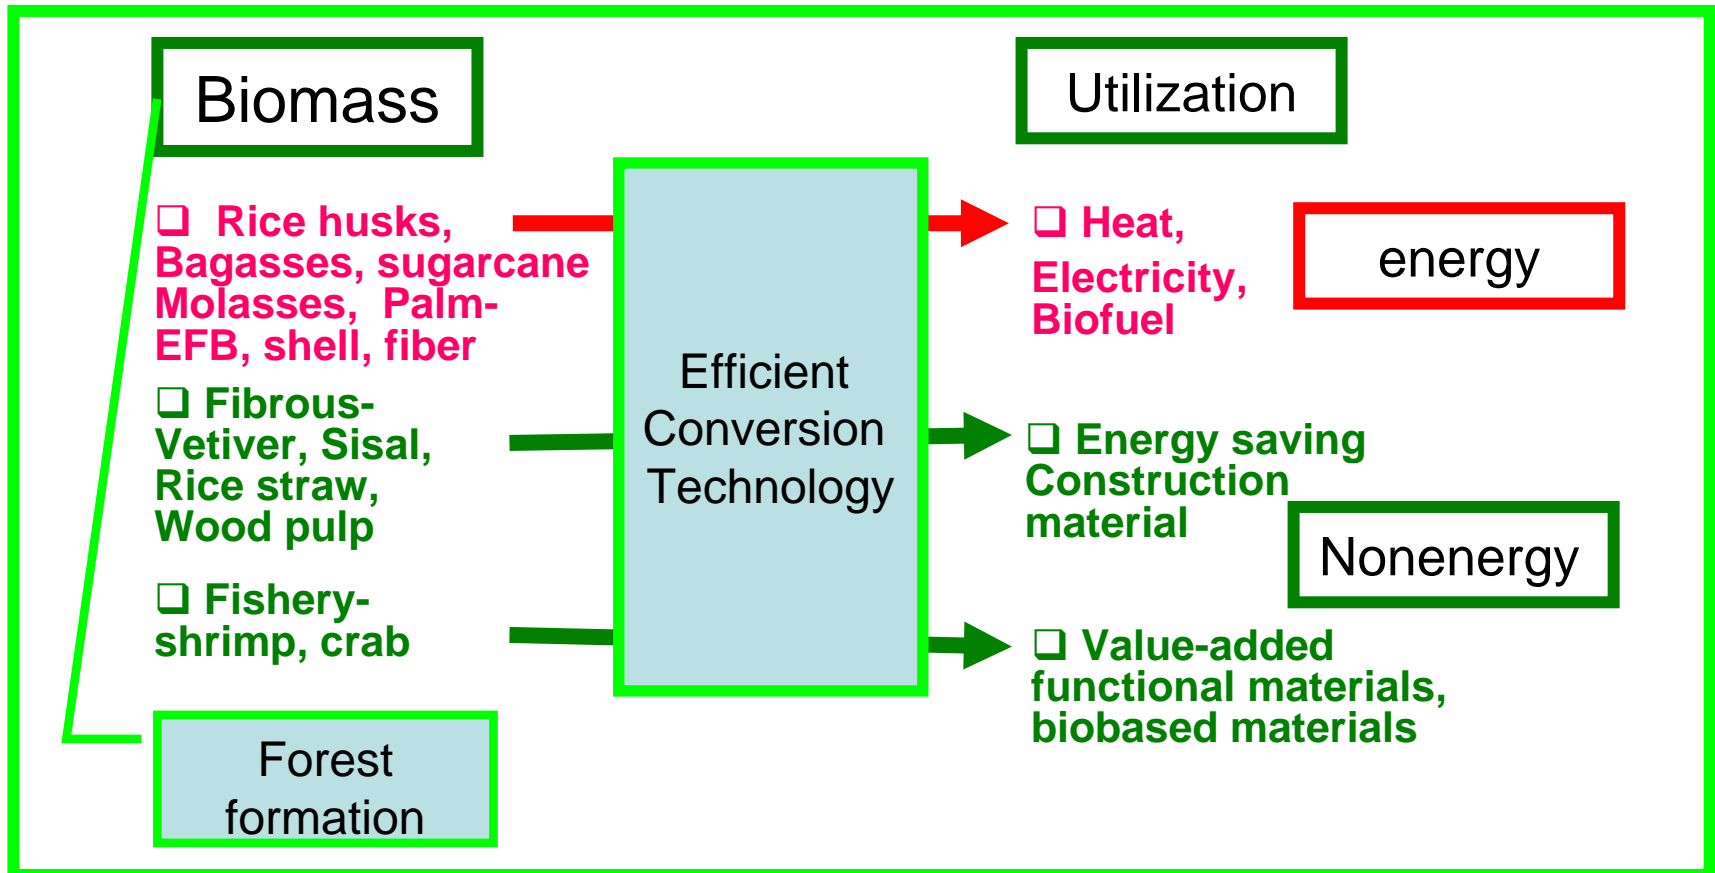 Biomass
❑ Rice husks,
Bagasses, sugarcane
Molasses, Palm-
EFB, shell, fiber
❑ Fibrous-
Vetiver, Sisal,
Rice straw,
Wood pulp
❑ Fishery-
shrimp, crab
Forest
formation
Efficient
Conversion
Technology
Utilization
❑ Heat,
Electricity,
Biofuel
energy
❑ Energy saving
Construction
material
Nonenergy
❑ Value-added
functional materials,
biobased materials